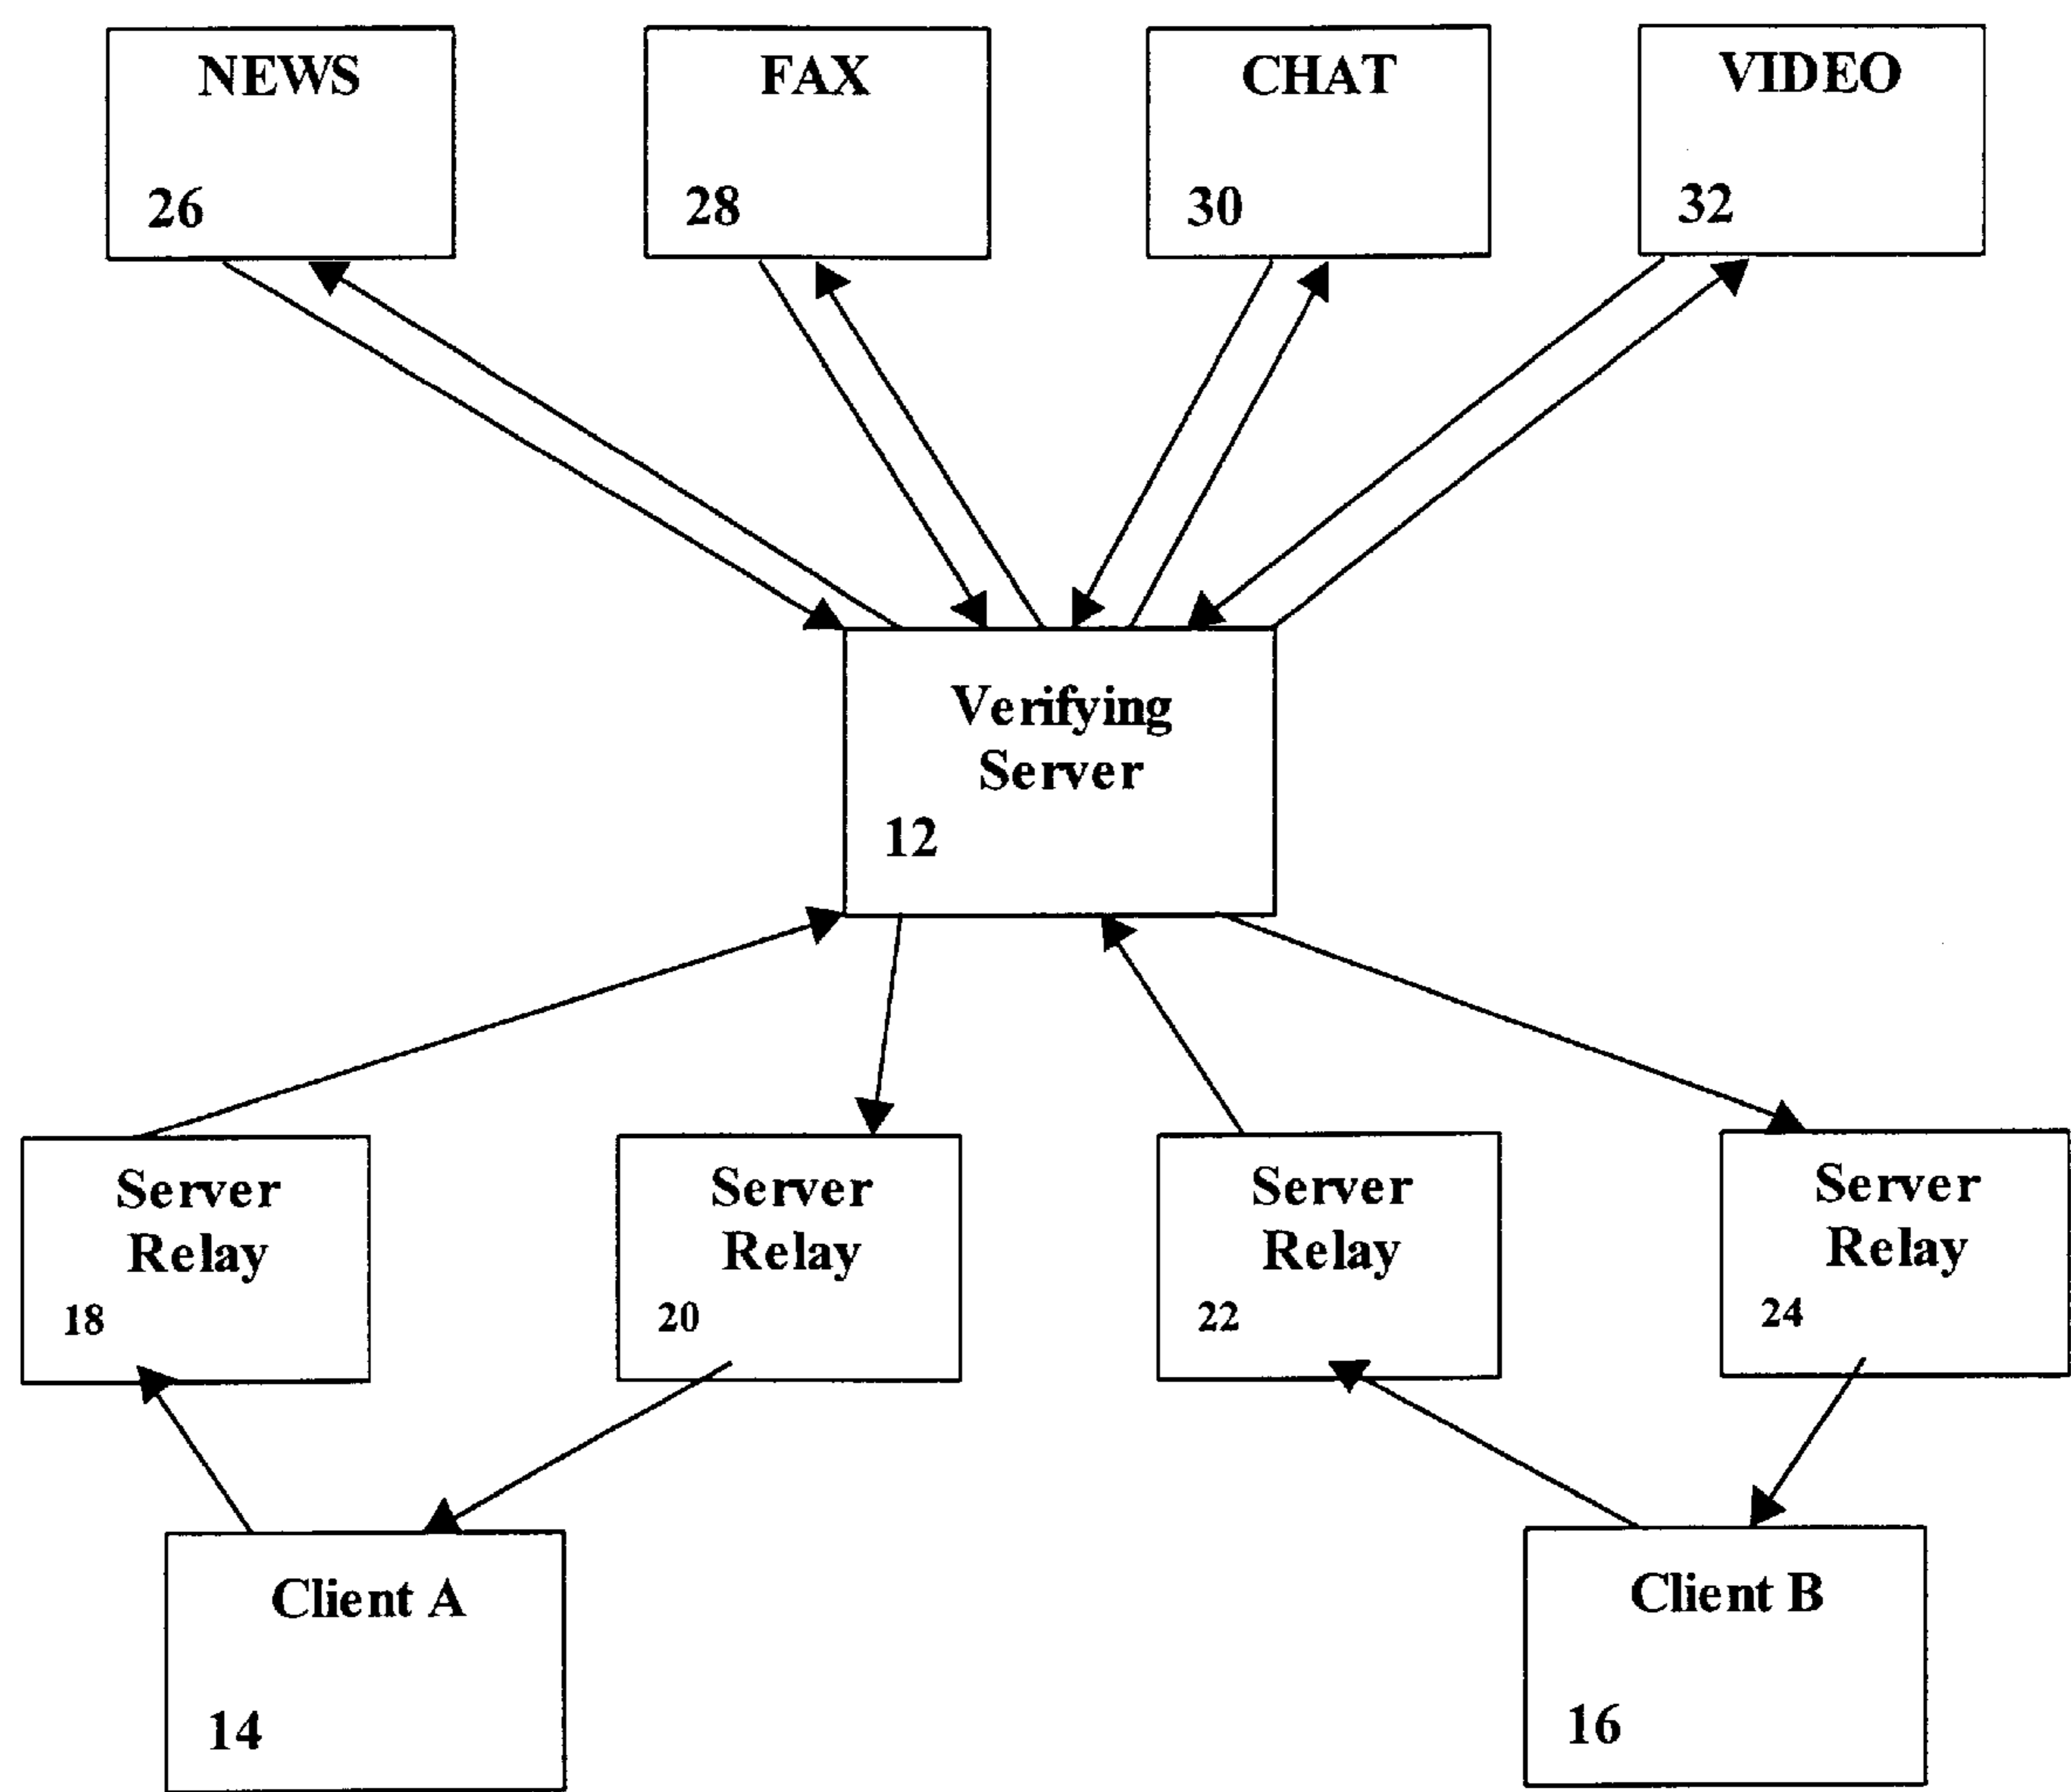 NEWS
26
FAX
28
CHAT
30
VIDEO
32
Verifying
Server
12
Server
Relay
18
Server
Relay
20
Server
Relay
22
Server
Relay
24
Client A
14
Client B
16